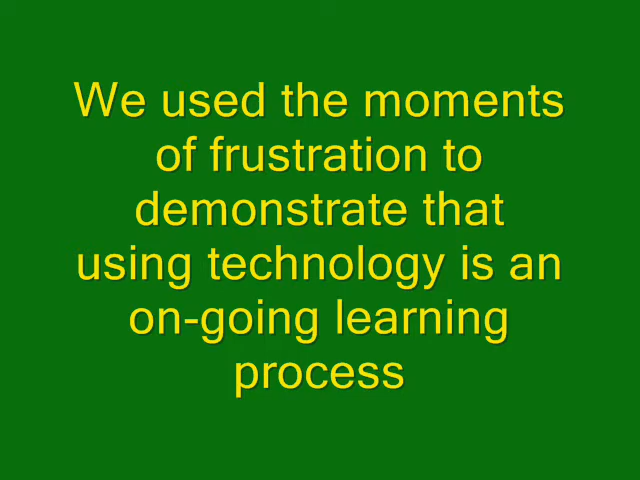 We used the moments
of frustration to
demonstrate that
using technology is an
on-going learning
process